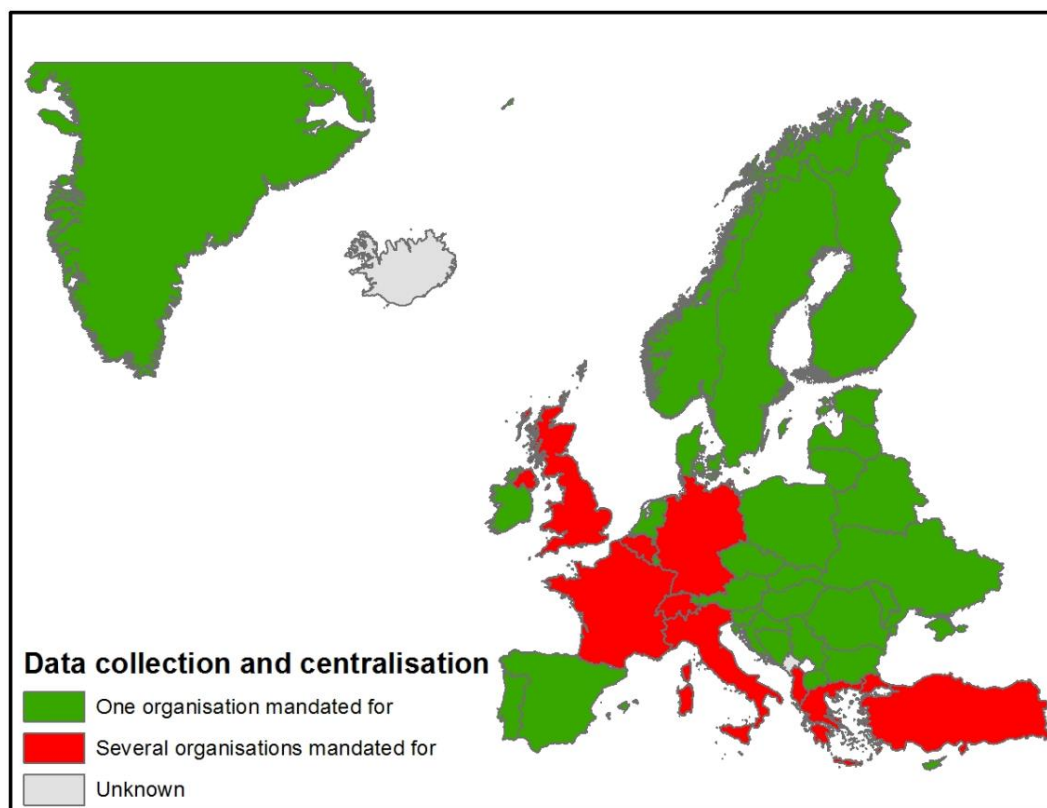 Data collection and centralisation
One organisation mandated for
Several organisations mandated for
Unknown